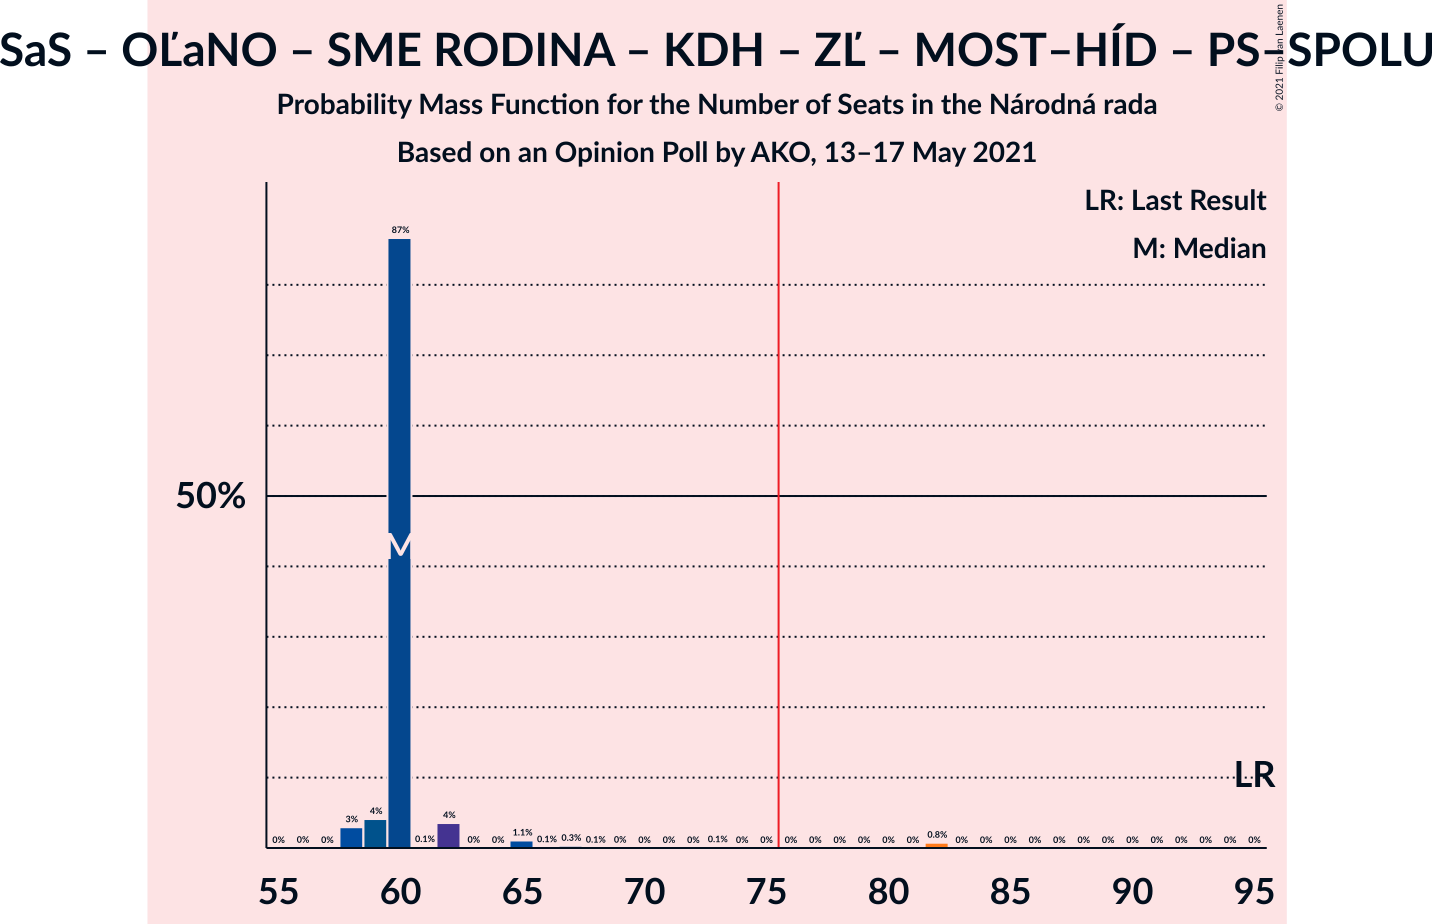 SaS – OĽaNO – SME RODINA – KDH – ZĽ – MOST–HÍD – PS–SPOLU
© 2021 Filip van Laenen
Probability Mass Function for the Number of Seats in the Národná rada
Based on an Opinion Poll by AKO, 13–17 May 2021
LR: Last Result
M: Median
87%
50%
M
LR
0% 0% 0% 3% 4% 0.1% 4% 0% 0% 1.1% 0.1% 0.3% 0.1% 0% 0% 0% 0% 0.1% 0% 0% 0% 0% 0% 0% 0% 0% 0.8% 0% 0% 0% 0% 0% 0% 0% 0% 0% 0% 0% 0% 0%
55 60 65 70 75 80 85 90 95